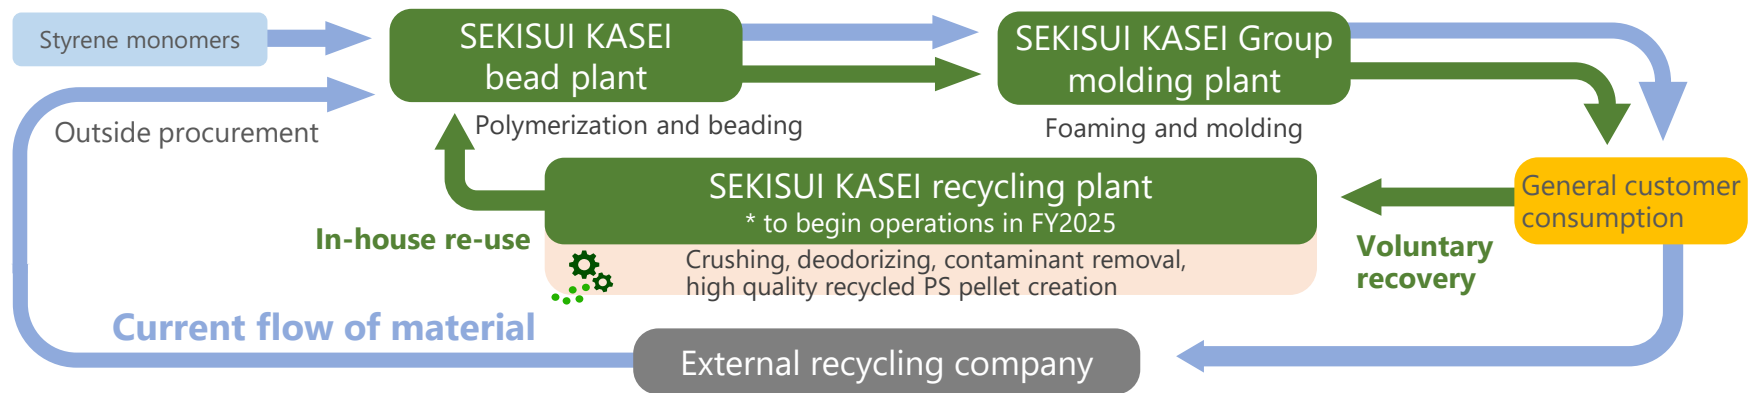 Styrene monomers
SEKISUI KASEI
bead plant
SEKISUI KASEI Group
molding plant
Outside procurement
Polymerization and beading
Foaming and molding
SEKISUI KASEI recycling plant
* to begin operations in FY2025
General customer
consumption
In-house re-use
Crushing, deodorizing, contaminant removal,
high quality recycled PS pellet creation
Voluntary
recovery
Current flow of material
External recycling company